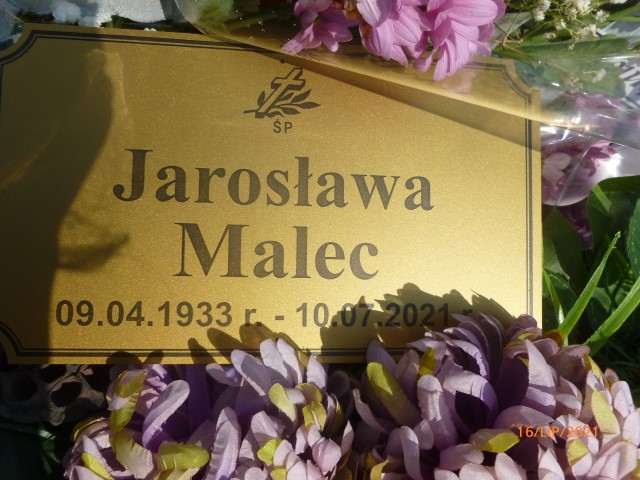 ŚP
Jarosława
Malec
09.04.1933 r. - 10.07.2021 r.
16/LIP/2021